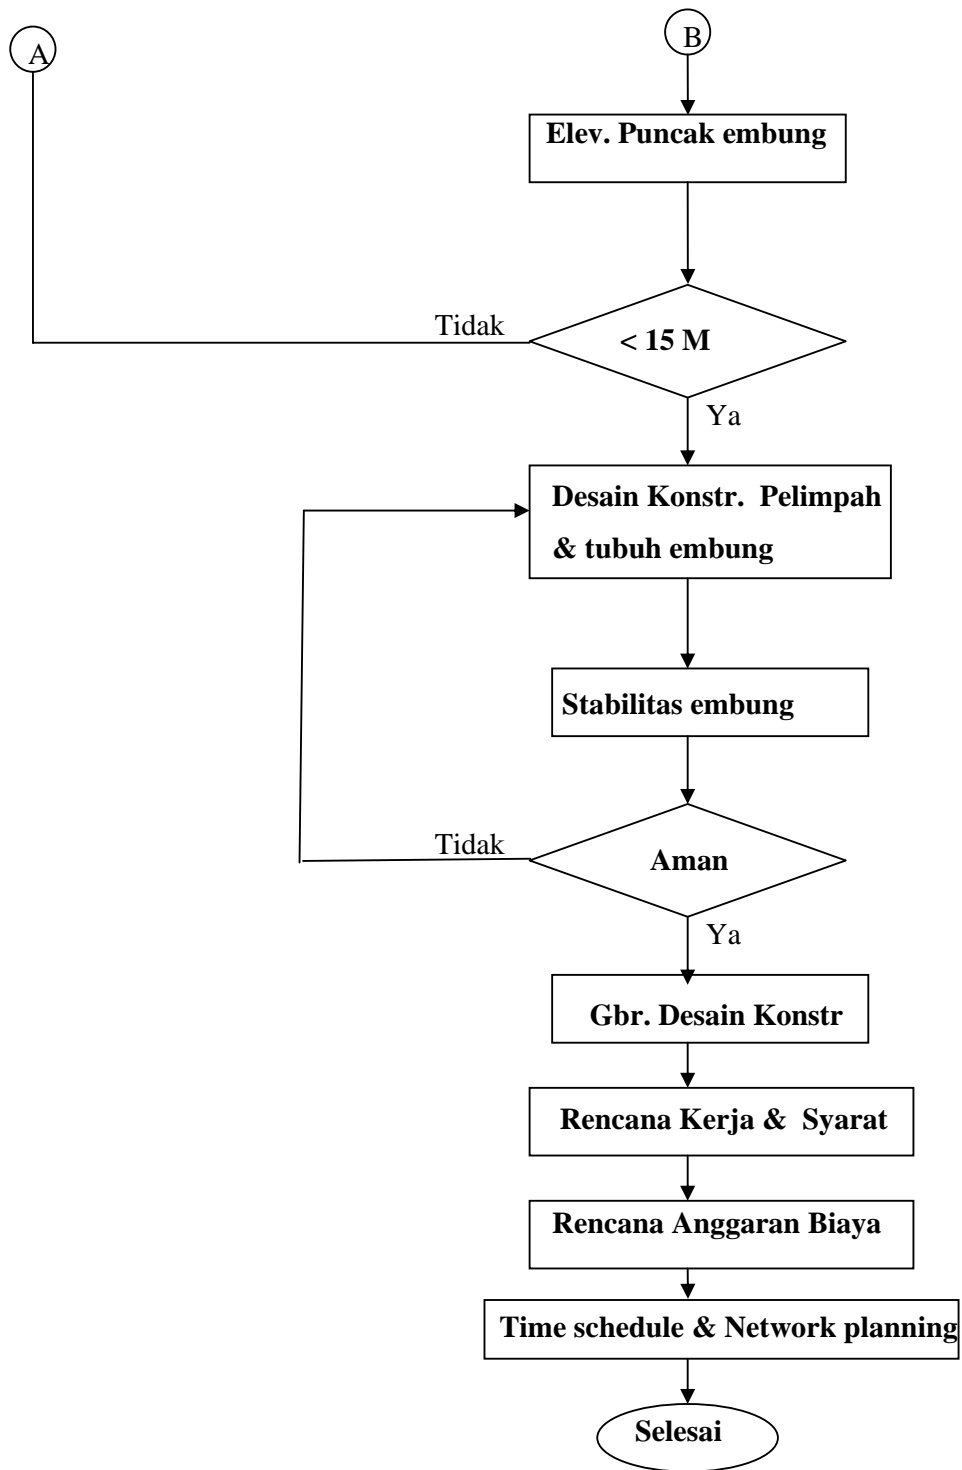 A
B
Elev. Puncak embung
Tidak
< 15 M
Ya
Desain Konstr.  Pelimpah
& tubuh embung
Stabilitas embung
Tidak
Aman
Ya
Gbr. Desain Konstr
Rencana Kerja &  Syarat
Rencana Anggaran Biaya
Time schedule & Network planning
Selesai